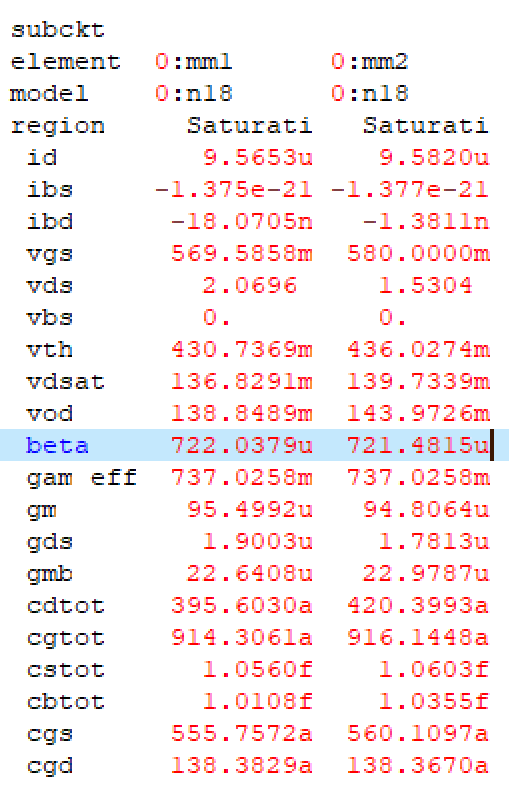 subckt
element 0:mm1 0:mm2
model 0:n18 0:n18
region Saturati Saturati
id 9.5653u 9.5820u
ibs -1.375e-21 -1.377e-21
ibd -18.0705n -1.3811n
vgs 569.5858m 580.0000m
vds 2.0696 1.5304
vbs 0. 0.
vth 430.7369m 436.0274m
vdsat 136.8291m 139.7339m
vod 138.8489m 143.9726m
beta 722.0379u 721.4815u
gam eff 737.0258m 737.0258m
gm 95.4992u 94.8064u
gds 1.9003u 1.7813u
gmb 22.6408u 22.9787u
cdtot 395.6030a 420.3993a
cgtot 914.3061a 916.1448a
cstot 1.0560f 1.0603f
cbtot 1.0108f 1.0355f
cgs 555.7572a 560.1097a
cgd 138.3829a 138.3670a